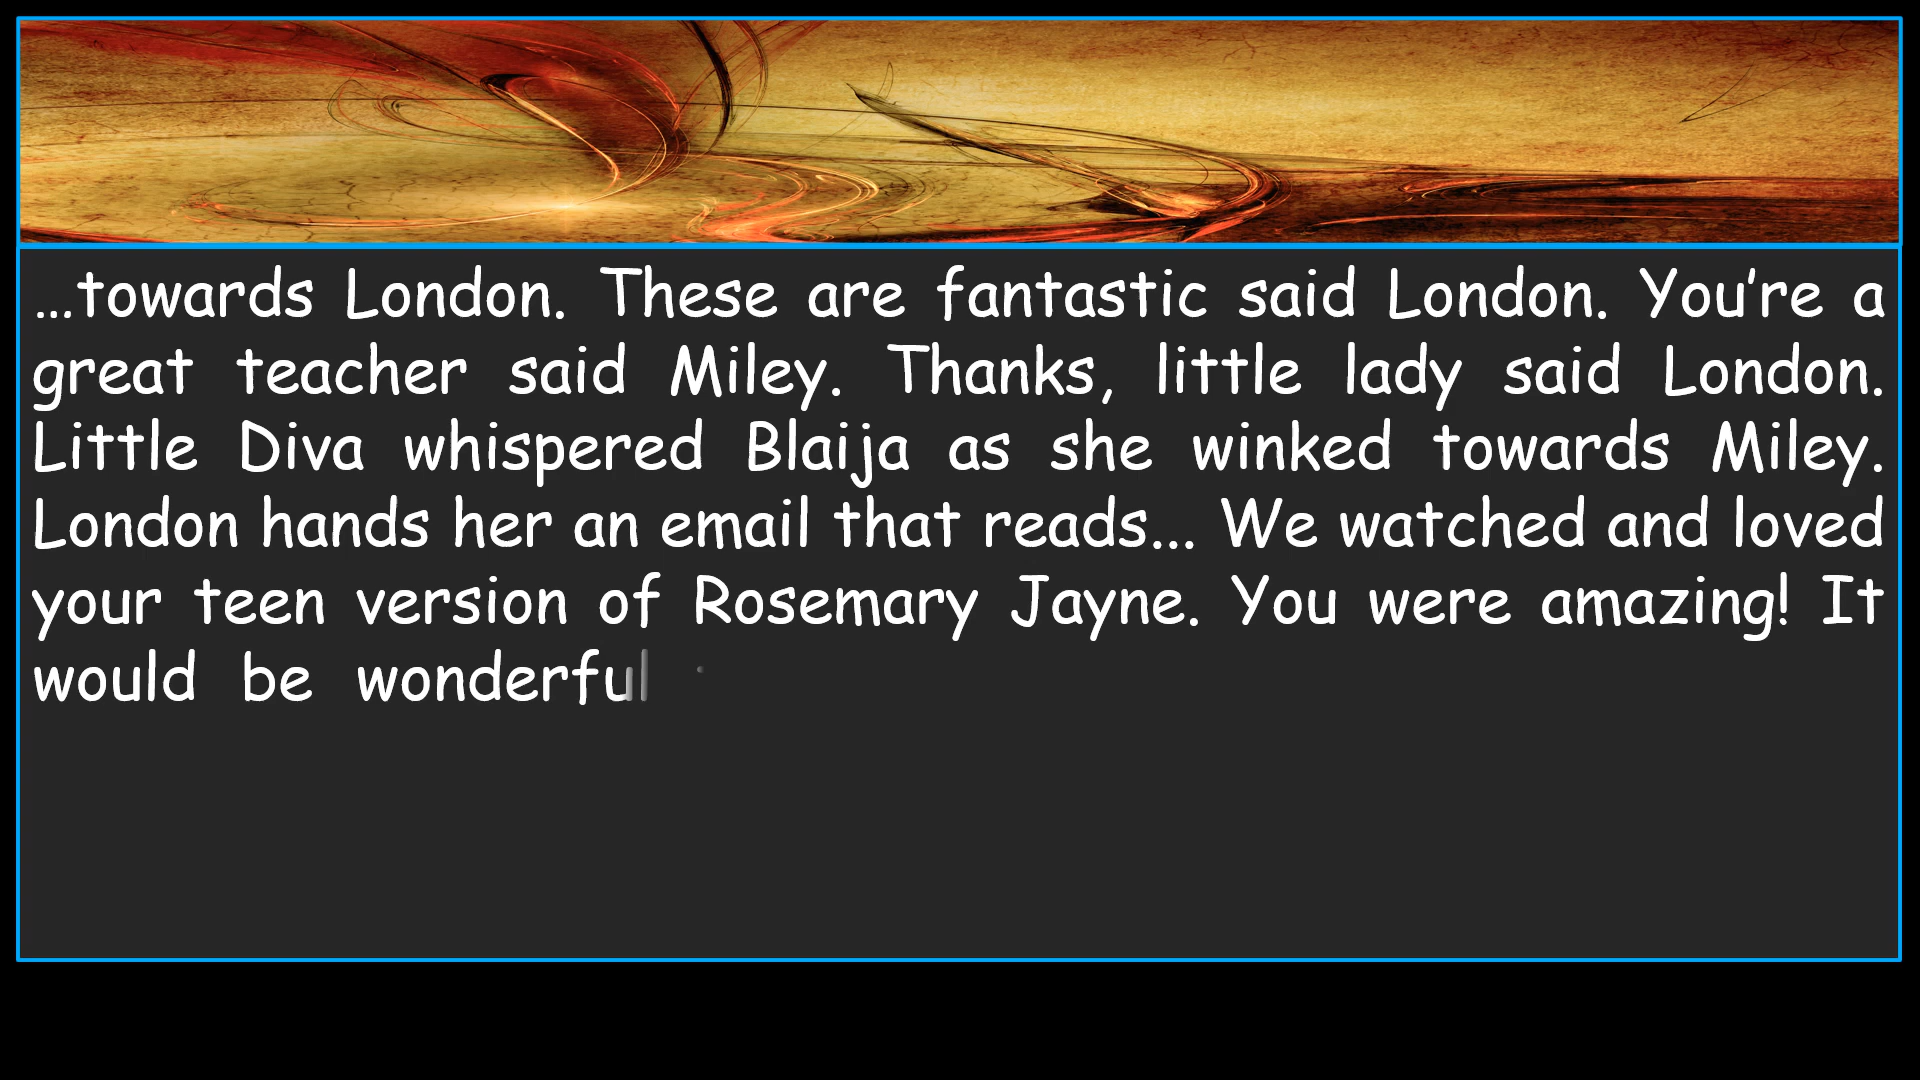 ...towards London. These are fantastic said London. You're a
great teacher said Miley. Thanks, little lady said London.
Little Diva whispered Blaija as she winked towards Miley.
London hands her an email that reads... We watched and loved
your teen version of Rosemary Jayne. You were amazing! It
would be wonderful